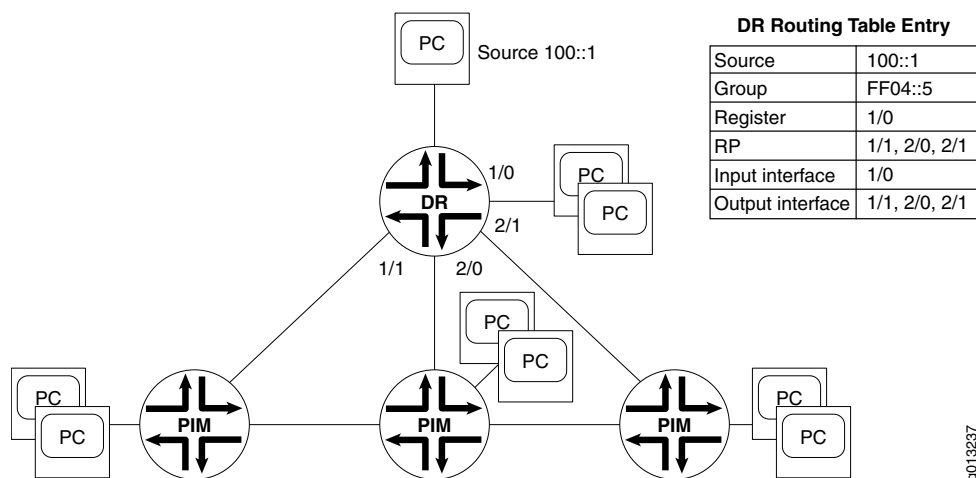 PC
Source 100::1
DR Routing Table Entry
Source 100::1
Group FF04::5
Register 1/0
RP 1/1, 2/0, 2/1
Input interface 1/0
Output interface 1/1, 2/0, 2/1
1/0
PC
PC
DR
2/1
1/1
2/0
PC
PC
PC
PC
PIM
PIM
PIM
PC
PC
g013237